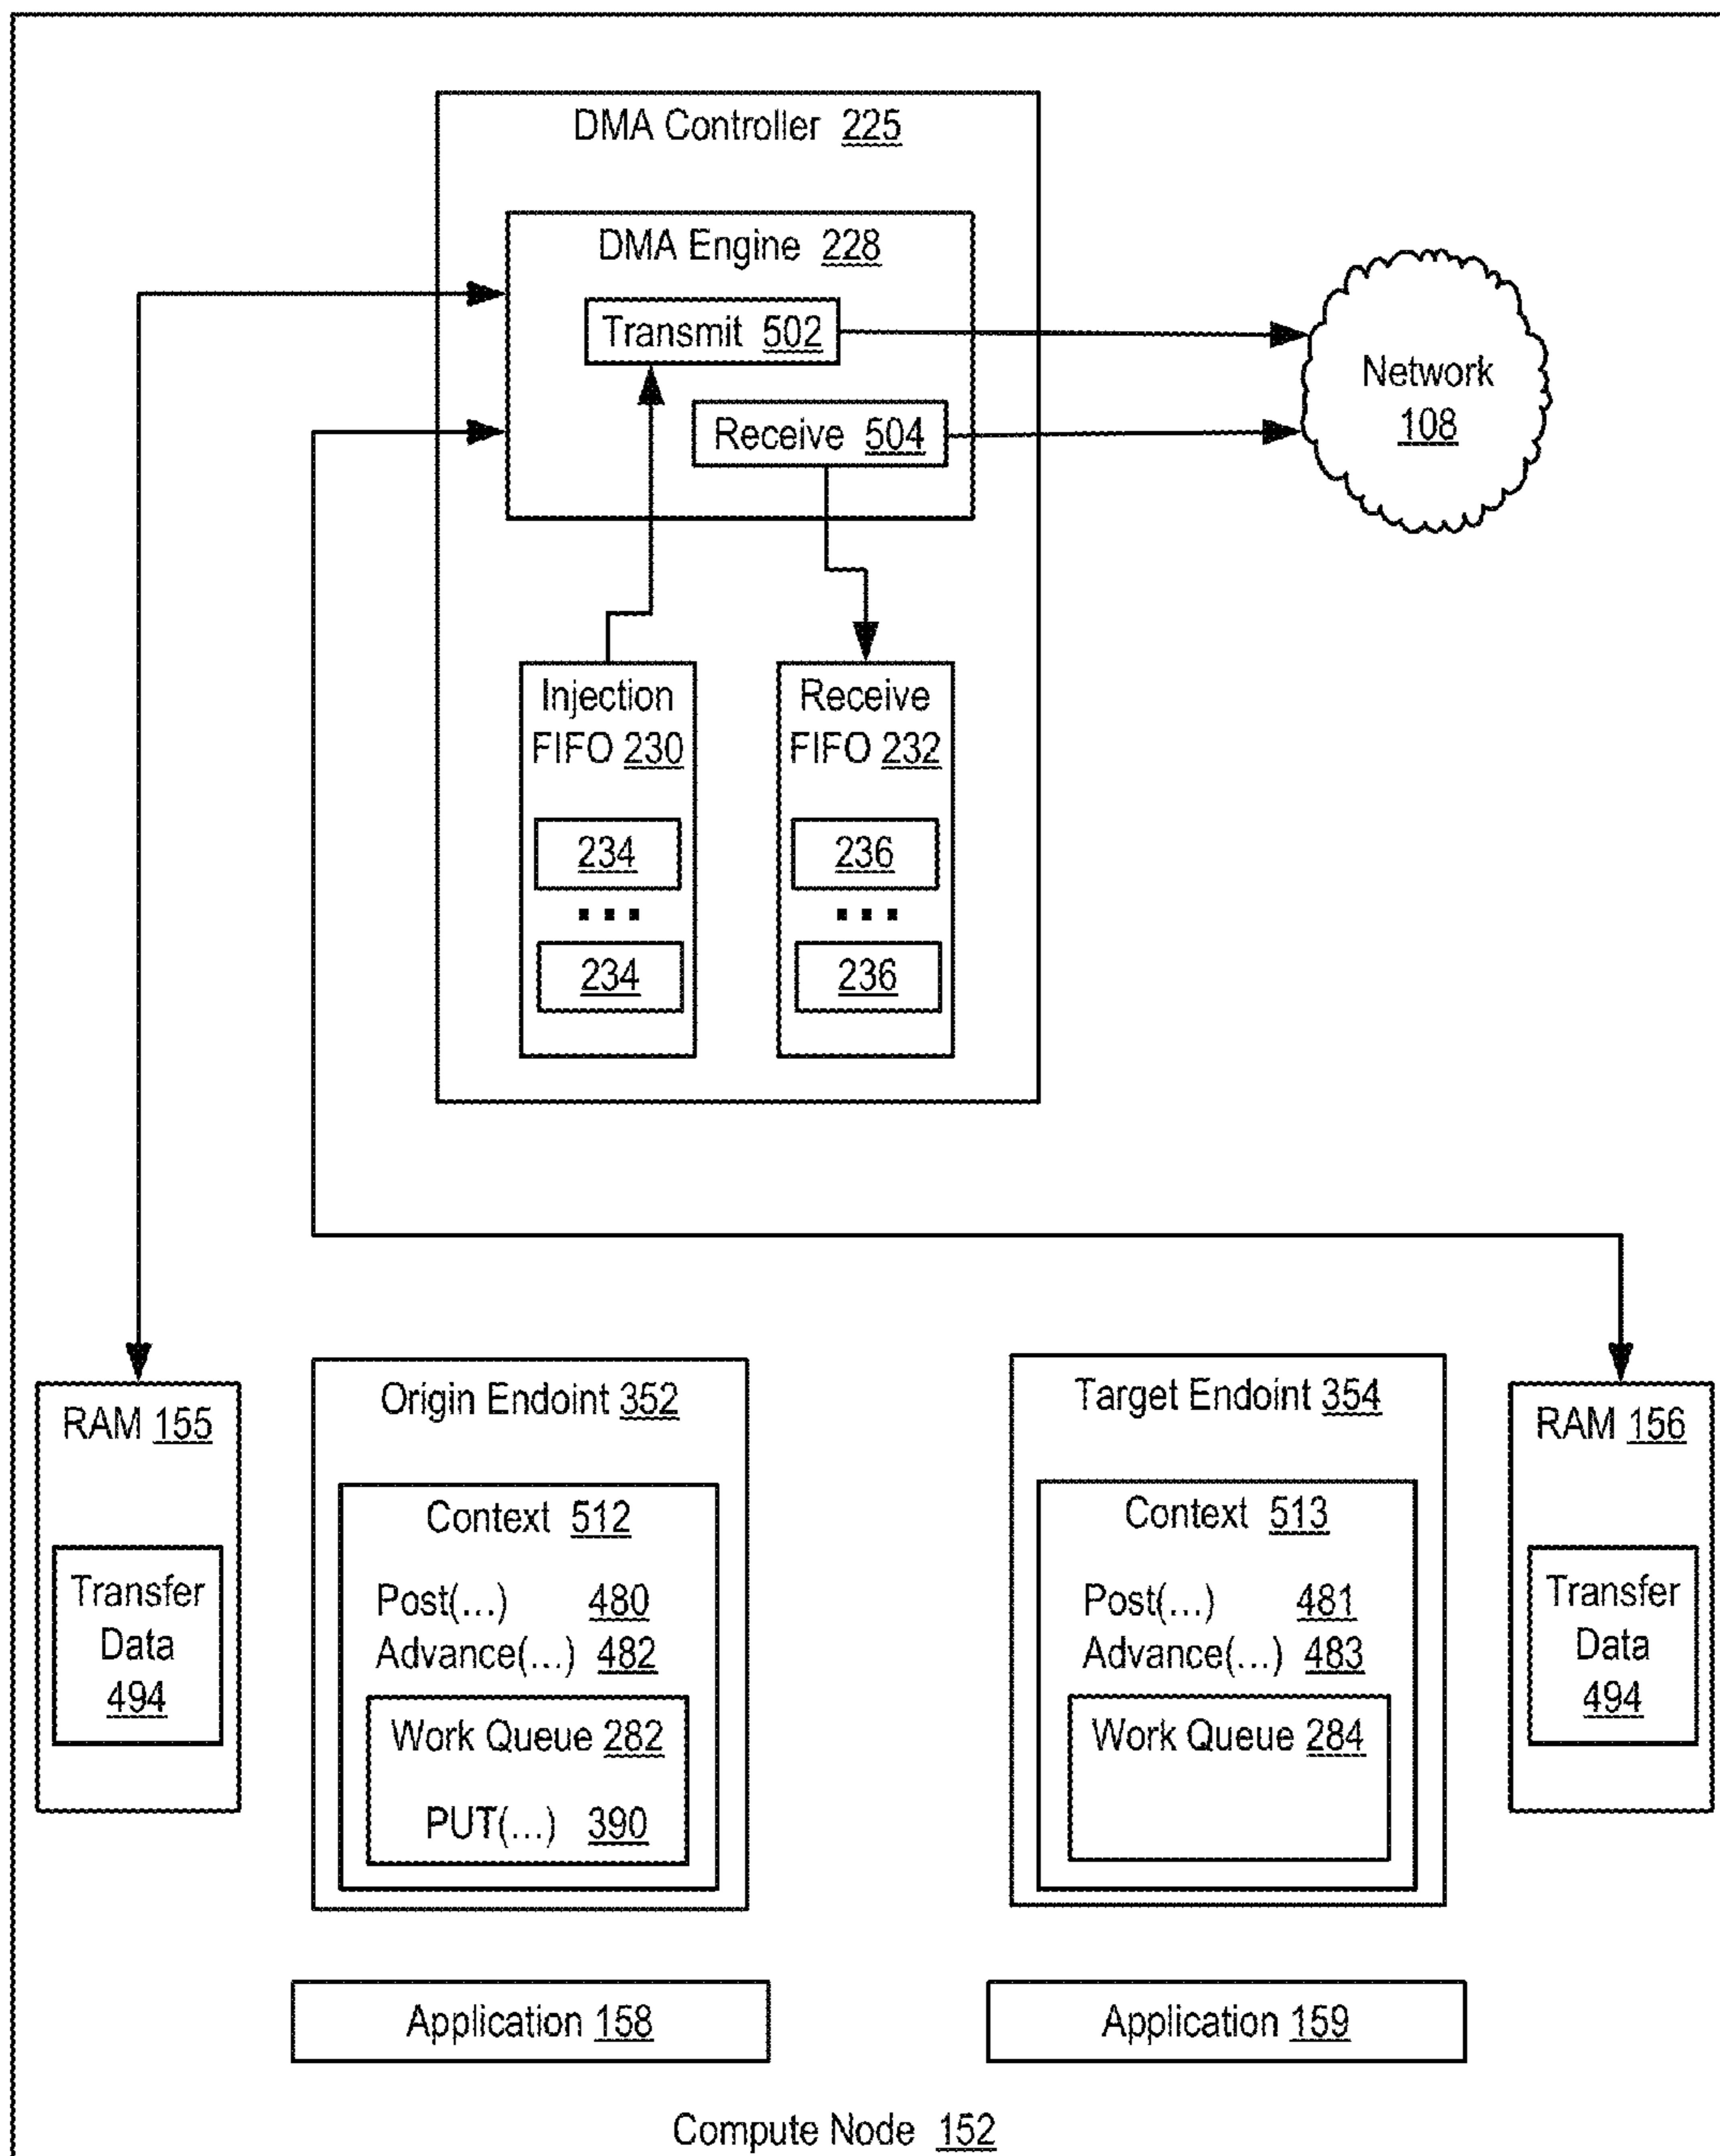 DMA Controller 225
DMA Engine 228
Transmit 502
Receive 504
Network
108
Injection
FIFO 230
234
...
234
Receive
FIFO 232
236
...
236
RAM 155
Transfer
Data
494
Origin Endoint 352
Context 512
Post(...) 480
Advance(...) 482
Work Queue 282
PUT(...) 390
Target Endoint 354
Context 513
Post(...) 481
Advance(...) 483
Work Queue 284
RAM 156
Transfer
Data
494
Application 158
Application 159
Compute Node 152